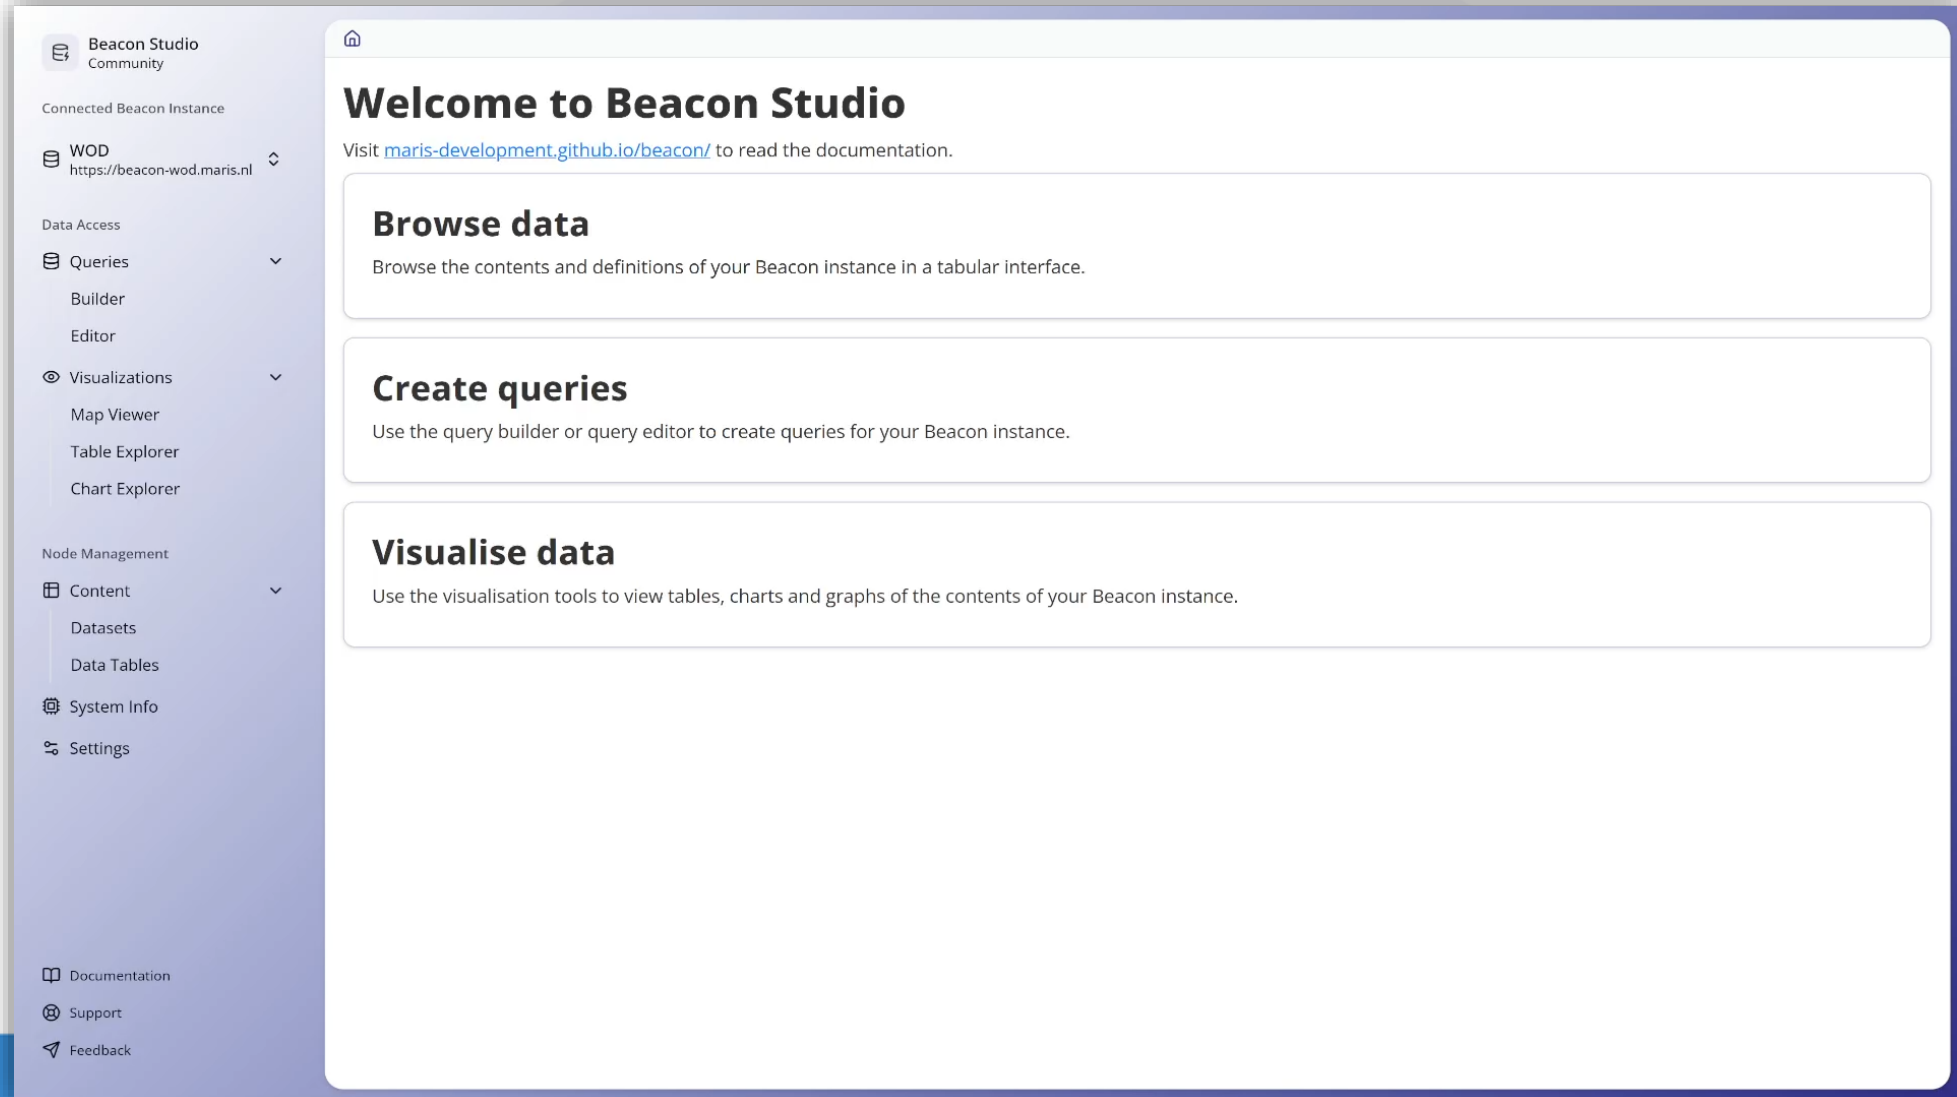 Beacon Studio
Community
Connected Beacon Instance
WOD
https://beacon-wod.maris.nl
Data Access
Queries
Builder
Editor
Visualizations
Map Viewer
Table Explorer
Chart Explorer
Node Management
Content
Datasets
Data Tables
System Info
Settings
Documentation
Support
Feedback
Welcome to Beacon Studio
Visit maris-development.github.io/beacon/ to read the documentation.
Browse data
Browse the contents and definitions of your Beacon instance in a tabular interface.
Create queries
Use the query builder or query editor to create queries for your Beacon instance.
Visualise data
Use the visualisation tools to view tables, charts and graphs of the contents of your Beacon instance.